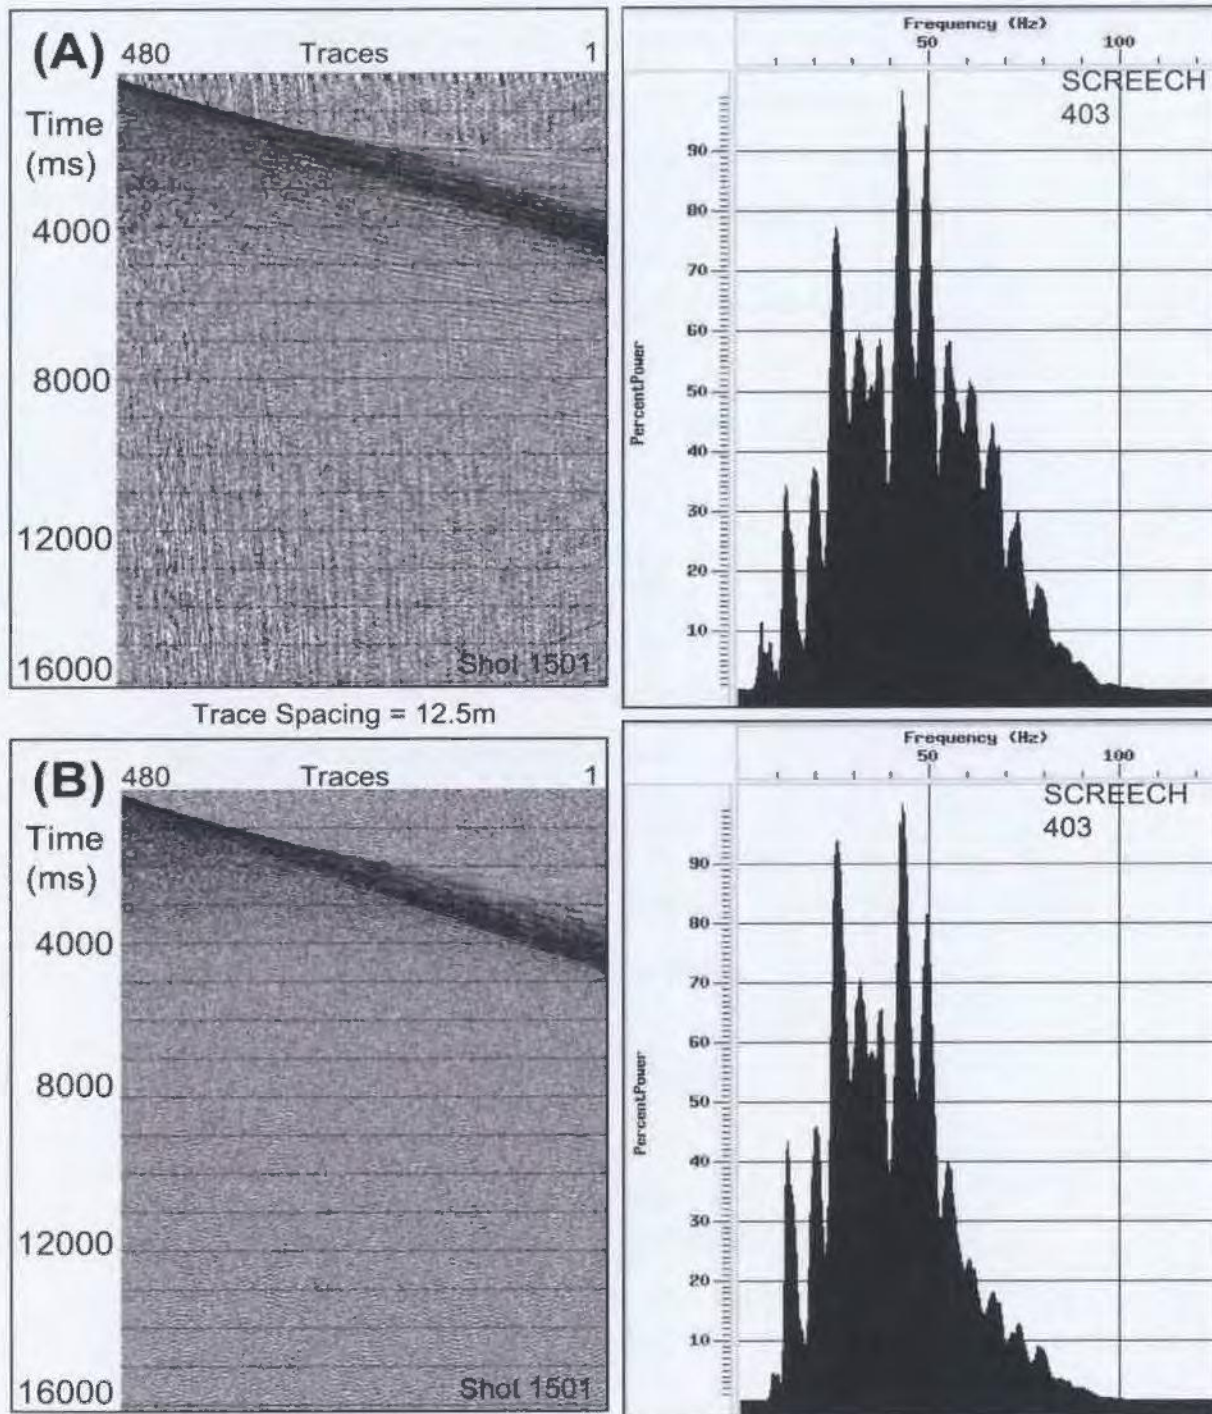 (A)
480 Traces 1
Time
(ms)
4000
8000
12000
16000
Shot 1501
Frequency (Hz)
50 100
SCREECH
403
PercentPower
90
80
70
60
50
40
30
20
10
Trace Spacing = 12.5m
(B)
480 Traces 1
Time
(ms)
4000
8000
12000
16000
Shot 1501
Frequency (Hz)
50 100
SCREECH
403
PercentPower
90
80
70
60
50
40
30
20
10